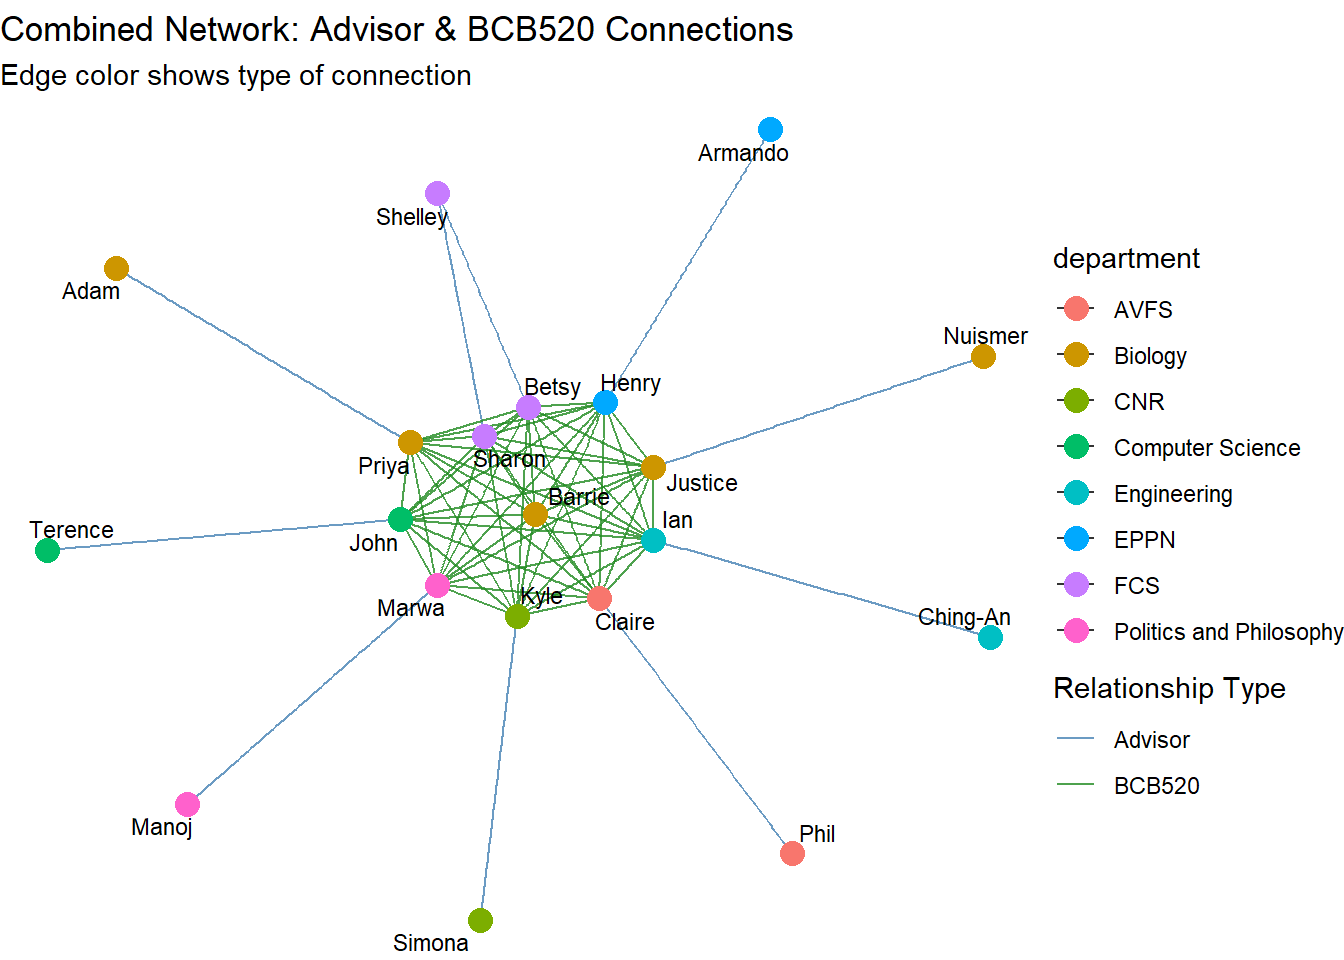 Combined Network: Advisor & BCB520 Connections
Edge color shows type of connection
Armando
Shelley
Adam
Nuismer
Betsy
Henry
Priya
Sharon
Justice
Barrie
Ian
Terence
John
Marwa
Kyle
Claire
Ching-An
Manoj
Phil
Simona
department
AVFS
Biology
CNR
Computer Science
Engineering
EPPN
FCS
Politics and Philosophy
Relationship Type
Advisor
BCB520